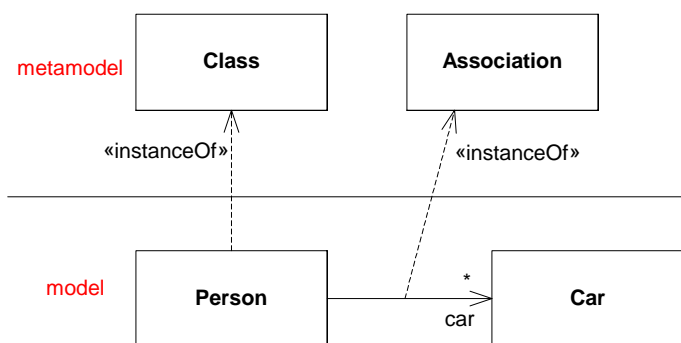 metamodel
Class
Association
«instanceOf»
«instanceOf»
model
Person
*
car
Car